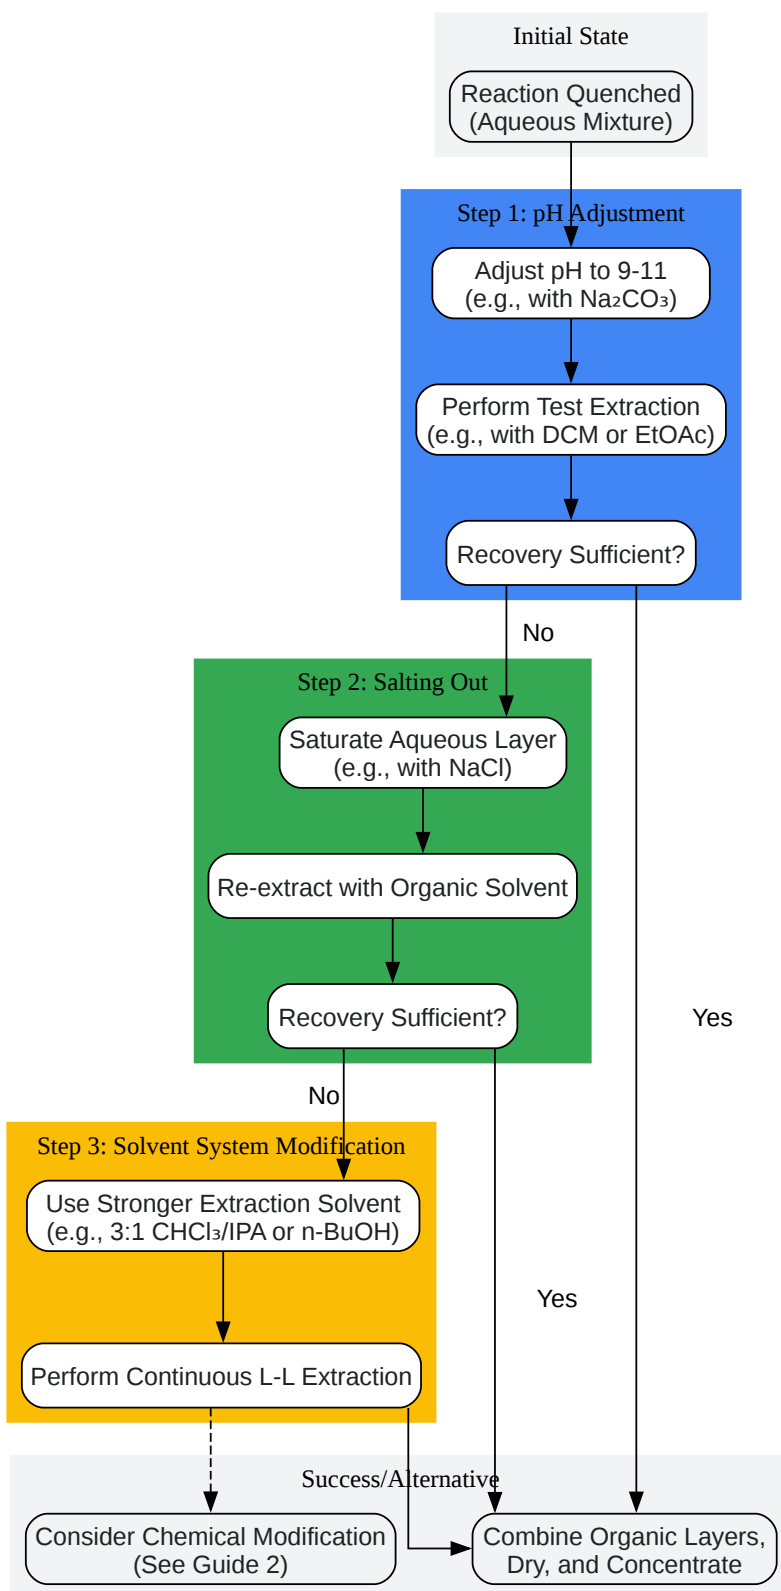 Initial State
Reaction Quenched
(Aqueous Mixture)
Step 1: pH Adjustment
Adjust pH to 9-11
(e.g., with Na₂CO₃)
Perform Test Extraction
(e.g., with DCM or EtOAc)
Recovery Sufficient?
No
Step 2: Salting Out
Saturate Aqueous Layer
(e.g., with NaCl)
Re-extract with Organic Solvent
Recovery Sufficient?
Yes
No
Step 3: Solvent System Modification
Use Stronger Extraction Solvent
(e.g., 3:1 CHCl₃/IPA or n-BuOH)
Yes
Perform Continuous L-L Extraction
Success/Alternative
Consider Chemical Modification
(See Guide 2)
Combine Organic Layers,
Dry, and Concentrate